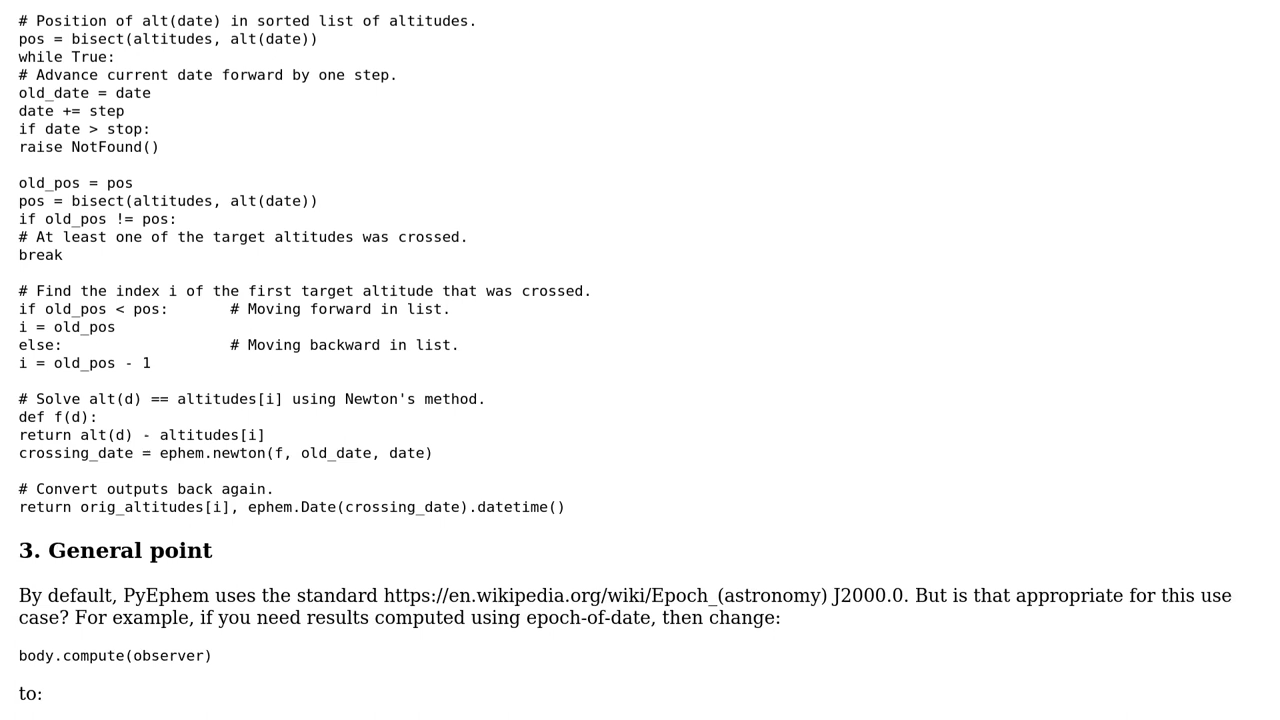 # Position of alt(date) in sorted list of altitudes.
pos = bisect(altitudes, alt(date))
while True:
# Advance current date forward by one step.
old_date = date
date += step
if date > stop:
raise NotFound()

old_pos = pos
pos = bisect(altitudes, alt(date))
if old_pos != pos:
# At least one of the target altitudes was crossed.
break

# Find the index i of the first target altitude that was crossed.
if old_pos < pos:       # Moving forward in list.
i = old_pos
else:                   # Moving backward in list.
i = old_pos - 1

# Solve alt(d) == altitudes[i] using Newton's method.
def f(d):
return alt(d) - altitudes[i]
crossing_date = ephem.newton(f, old_date, date)

# Convert outputs back again.
return orig_altitudes[i], ephem.Date(crossing_date).datetime()

3. General point

By default, PyEphem uses the standard https://en.wikipedia.org/wiki/Epoch_(astronomy) J2000.0. But is that appropriate for this use
case? For example, if you need results computed using epoch-of-date, then change:

body.compute(observer)

to: